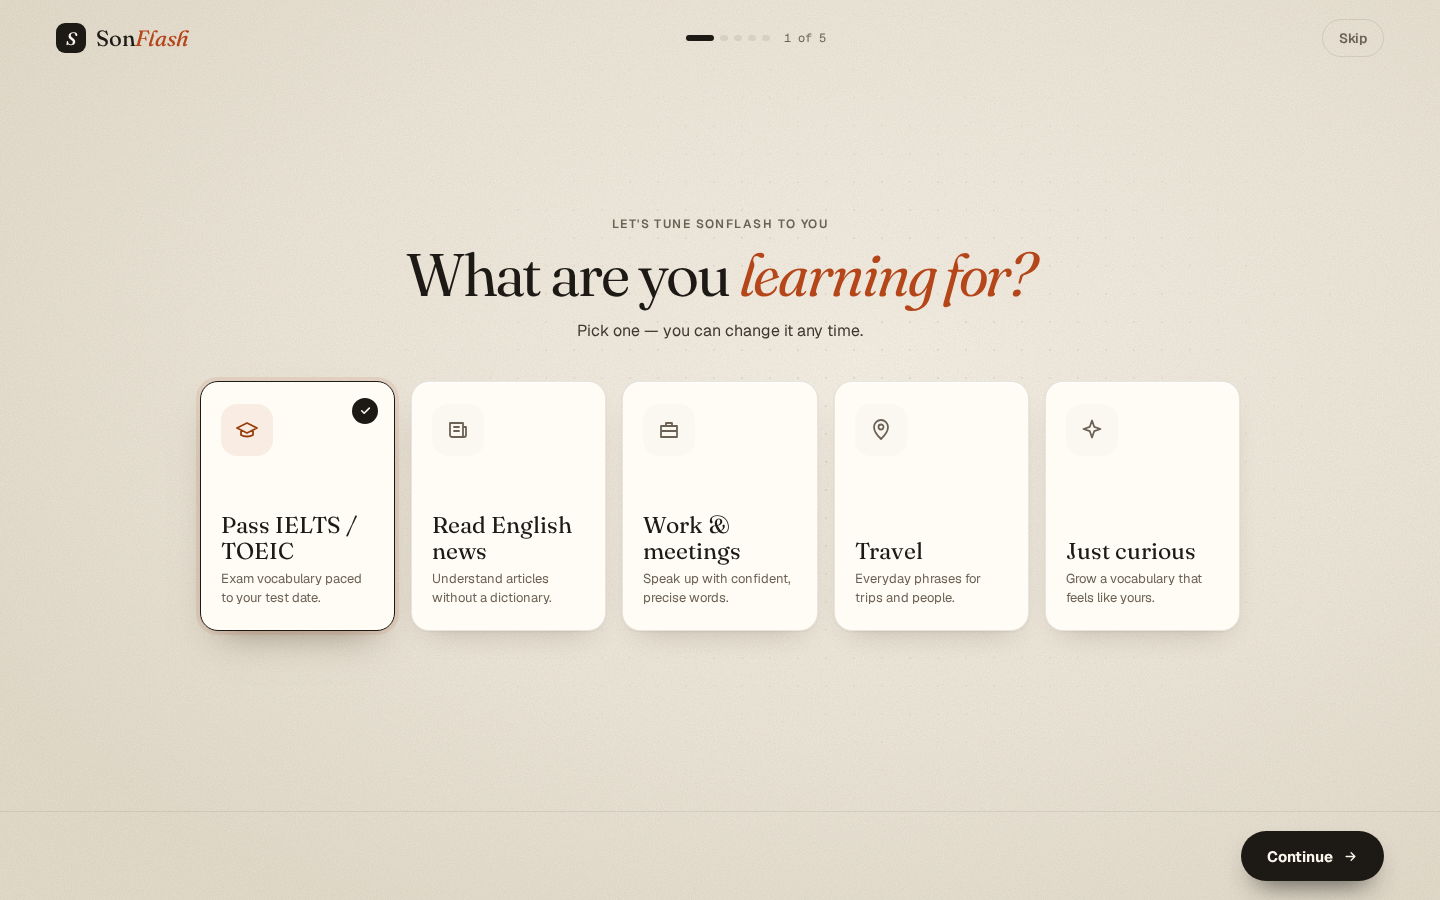 S SonFlash
1 of 5
Skip
LET'S TUNE SONFLASH TO YOU
What are you learning for?
Pick one — you can change it any time.
Pass IELTS /
TOEIC
Exam vocabulary paced
to your test date.
Read English
news
Understand articles
without a dictionary.
Work &
meetings
Speak up with confident,
precise words.
Travel
Everyday phrases for
trips and people.
Just curious
Grow a vocabulary that
feels like yours.
Continue →